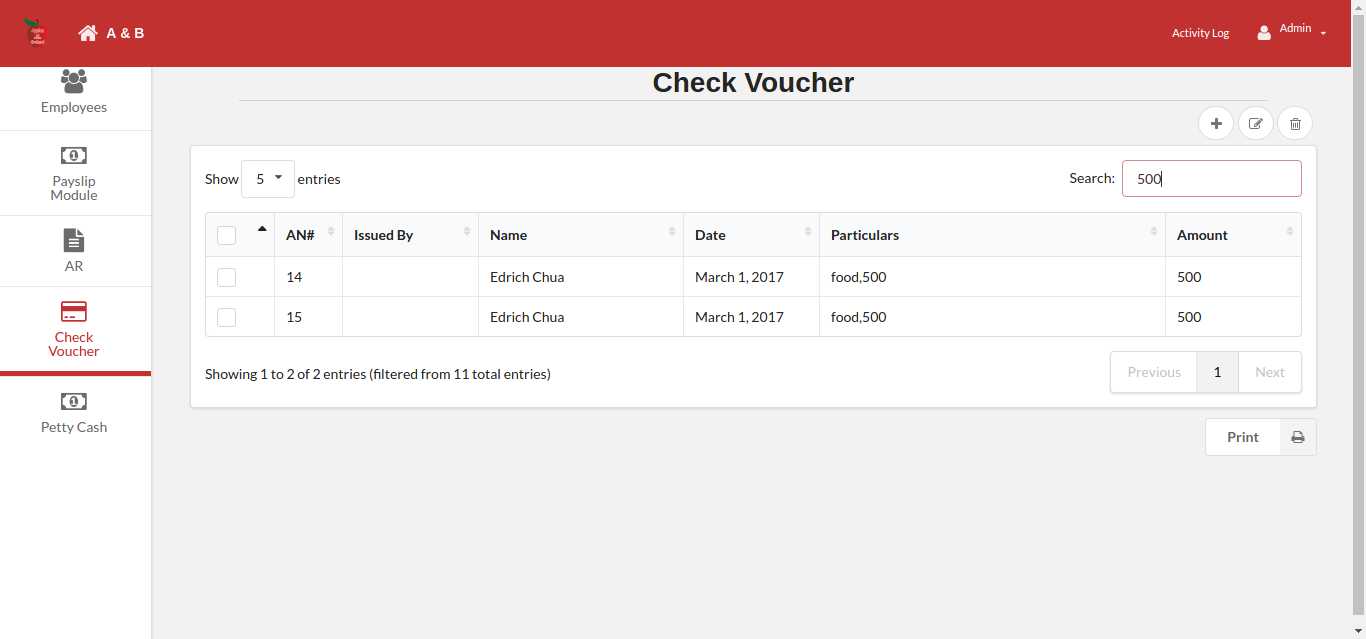 A & B
Activity Log
Admin
Employees
Payslip
Module
AR
Check
Voucher
Petty Cash
Check Voucher
Show 5 entries
Search: 500
AN# Issued By Name Date Particulars Amount
14 Edrich Chua March 1, 2017 food,500 500
15 Edrich Chua March 1, 2017 food,500 500
Showing 1 to 2 of 2 entries (filtered from 11 total entries)
Previous 1 Next
Print